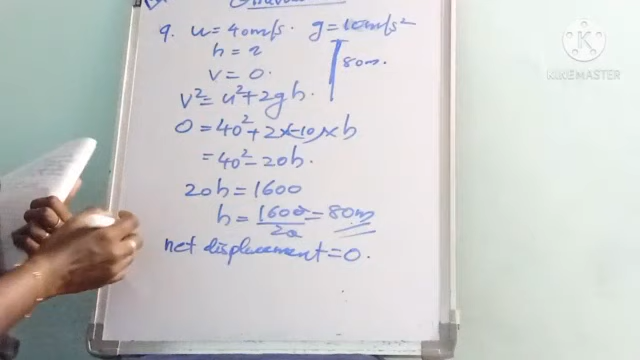 9. u = 40m/s. g = 10m/s²
h = ?
80m.
v = 0.
v² = u² + 2gh.
0 = 40² + 2×(-10)×h
= 40² - 20h.
20h = 1600
h = 1600/20 = 80m
net displacement = 0.
KINEMASTER